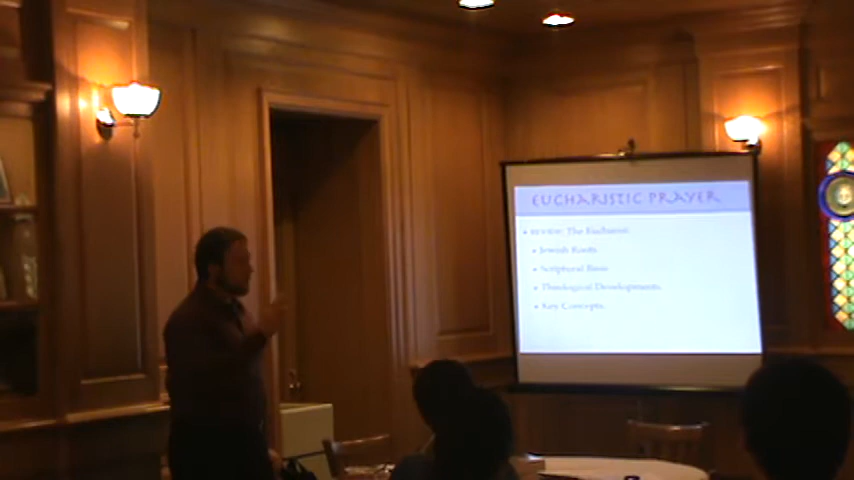 EUCHARISTIC PRAYER
REVIEW: The Eucharist
Jewish Roots
Scriptural Basis
Theological Developments
Key Concepts